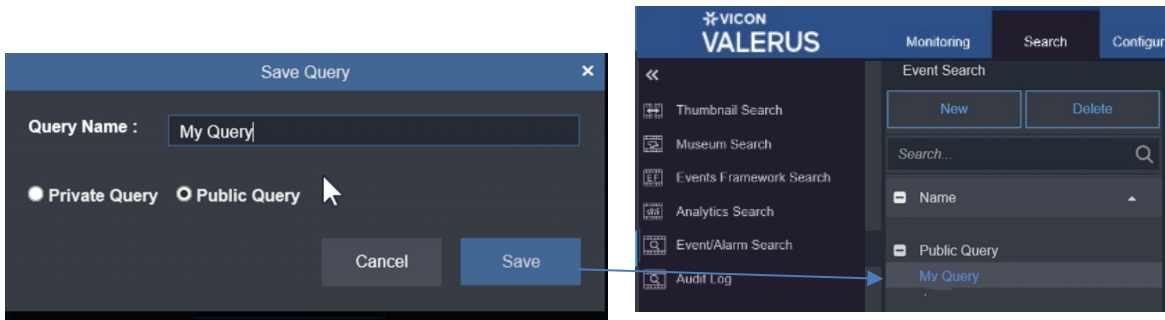 Save Query
×
Query Name :
My Query
Private Query Public Query
Cancel Save
VICON
VALERUS
Monitoring Search Configur
«
Thumbnail Search
Museum Search
Events Framework Search
Analytics Search
Event/Alarm Search
Audit Log
Event Search
New Delete
Search...
Name
Public Query
My Query